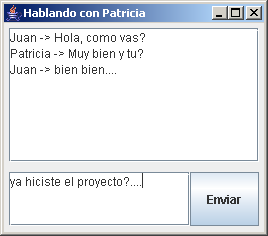 Hablando con Patricia
Juan -> Hola, como vas?
Patricia -> Muy bien y tu?
Juan -> bien bien....
ya hiciste el proyecto?....
Enviar